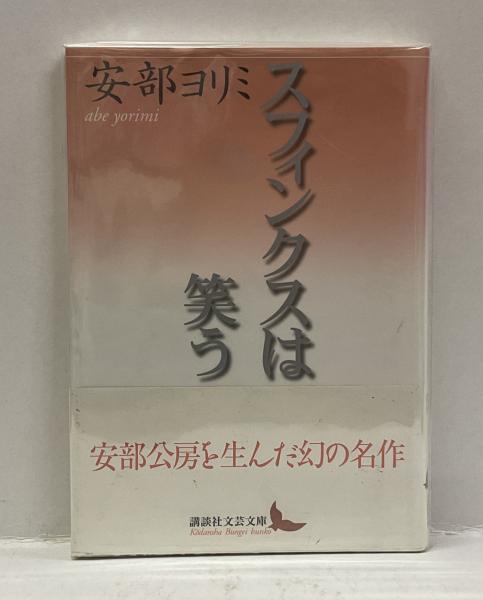 安部ヨリミ
abe yorimi
スフィンクスは
笑う
安部公房を生んだ幻の名作
講談社文芸文庫
Kōdansha Bungei bunko